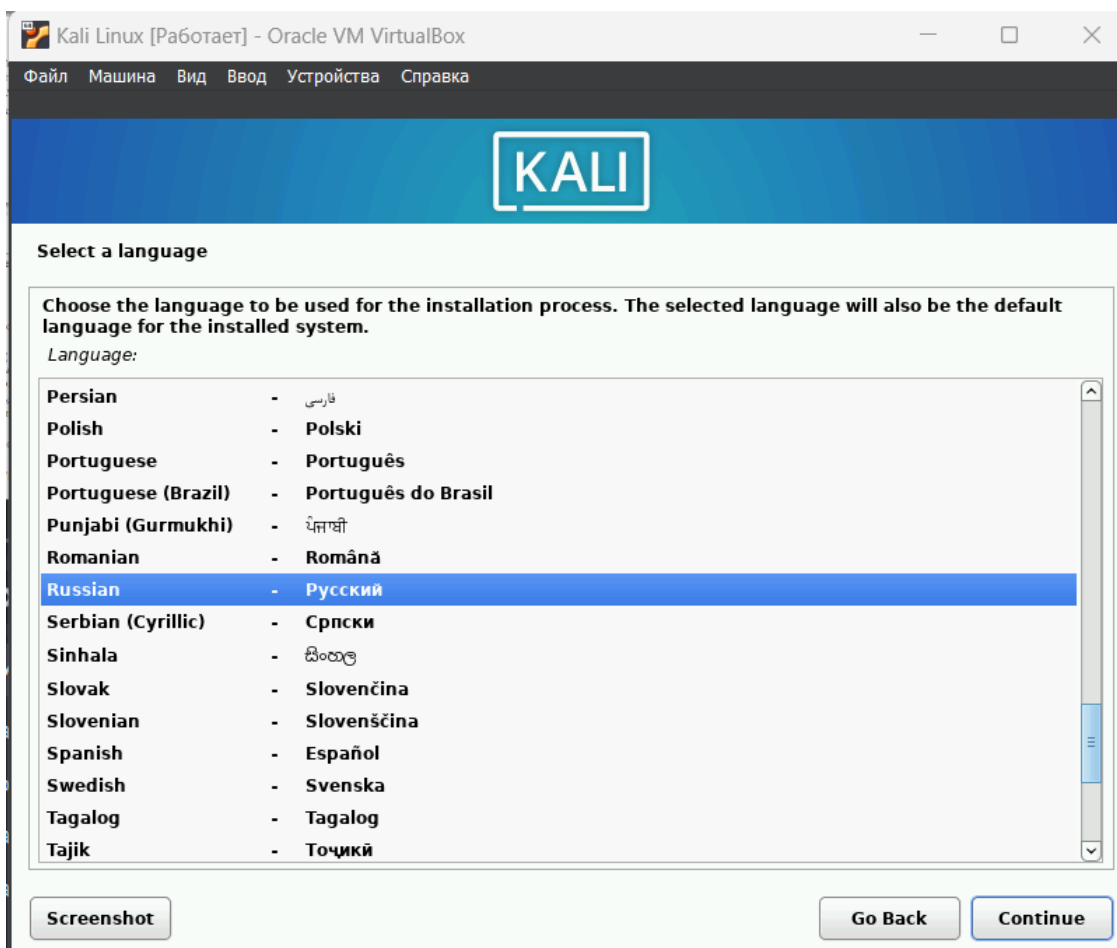 Kali Linux [Работает] - Oracle VM VirtualBox
Файл Машина Вид Ввод Устройства Справка
KALI
Select a language
Choose the language to be used for the installation process. The selected language will also be the default
language for the installed system.
Language:
Persian - فارسی
Polish - Polski
Portuguese - Português
Portuguese (Brazil) - Português do Brasil
Punjabi (Gurmukhi) - ਪੰਜਾਬੀ
Romanian - Română
Russian - Русский
Serbian (Cyrillic) - Српски
Sinhala - සිංහල
Slovak - Slovenčina
Slovenian - Slovenščina
Spanish - Español
Swedish - Svenska
Tagalog - Tagalog
Tajik - Тоҷикӣ
Screenshot Go Back Continue